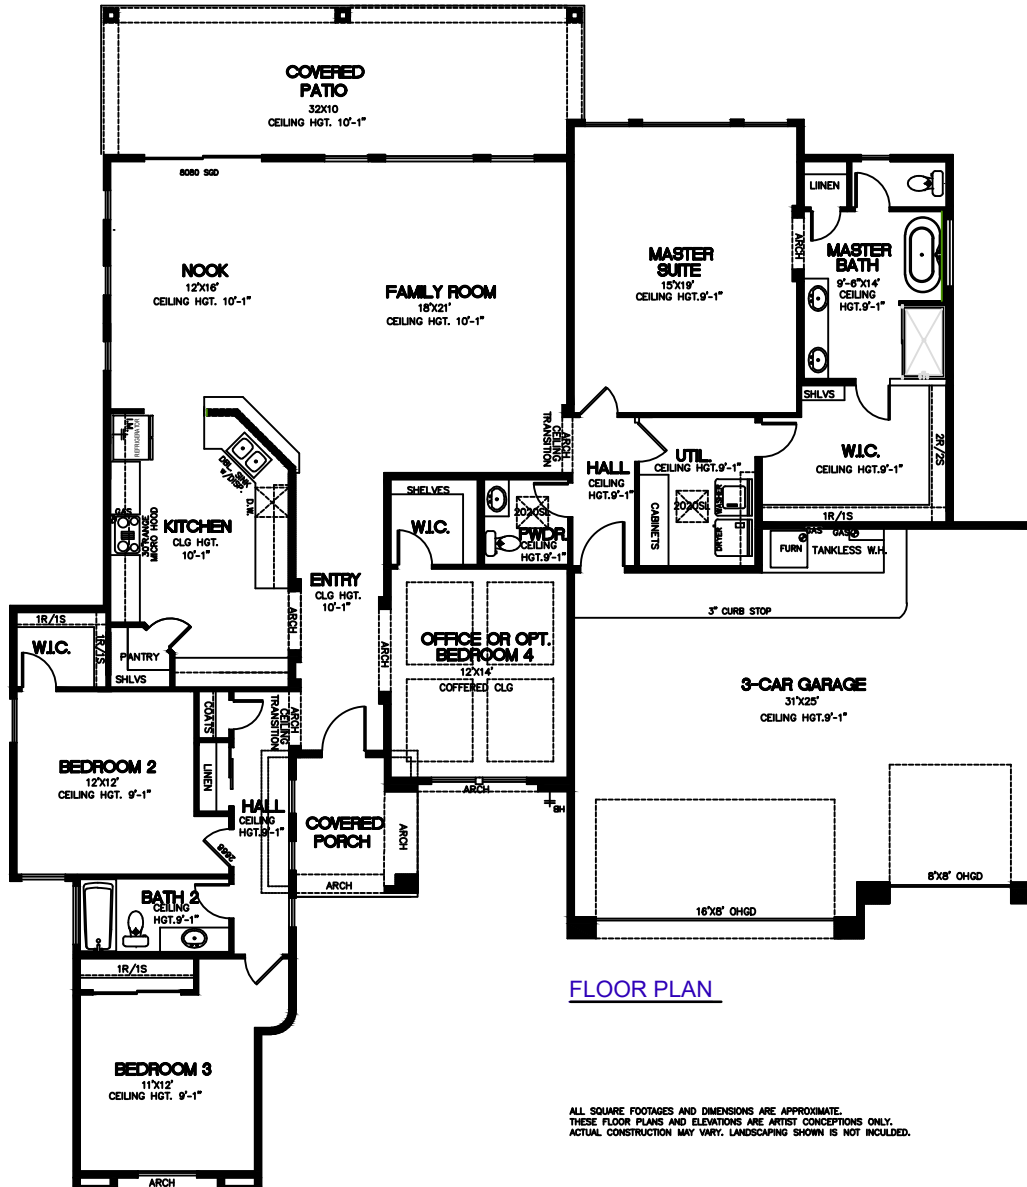 COVERED
PATIO
32X10
CEILING HGT. 10'-1"
8080 SGD
NOOK
12'X16'
CEILING HGT. 10'-1"
FAMILY ROOM
18'X21'
CEILING HGT. 10'-1"
MASTER
SUITE
15'X19'
CEILING HGT.9'-1"
LIINEN
ARCH
MASTER
BATH
9'-6"X14'
CEILING
HGT.9'-1"
SHLVS
W.I.C.
CEILING HGT.9'-1"
2R/2S
1R/1S
UTIL.
CEILING HGT.9'-1"
CABINETS
2020SL
WASHER
DRYER
HALL
CEILING
HGT.9'-1"
ARCH
CEILING
TRANSITION
REFRIGERATOR
DBL. SINK
W/DISP.
D.W.
GAS
30"RANGE
MICRO HOOD
KITCHEN
CLG HGT.
10'-1"
SHELVES
W.I.C.
2020SL
PWDR.
CEILING
HGT.9'-1"
ENTRY
CLG HGT.
10'-1"
ARCH
ARCH
OFFICE OR OPT.
BEDROOM 4
12'X14'
COFFERED CLG
ARCH
GAS
GAS
FURN
TANKLESS W.H.
3" CURB STOP
3-CAR GARAGE
31'X25'
CEILING HGT.9'-1"
16'X8' OHGD
8'X8' OHGD
1R/1S
1R/1S
W.I.C.
PANTRY
SHLVS
COATS
LINEN
ARCH
CEILING
TRANSITION
BEDROOM 2
12'X12'
CEILING HGT. 9'-1"
HALL
CEILING
HGT.9'-1"
2668
COVERED
PORCH
ARCH
ARCH
HB
BATH 2
CEILING
HGT.9'-1"
1R/1S
BEDROOM 3
11'X12'
CEILING HGT. 9'-1"
ARCH
FLOOR PLAN
ALL SQUARE FOOTAGES AND DIMENSIONS ARE APPROXIMATE.
THESE FLOOR PLANS AND ELEVATIONS ARE ARTIST CONCEPTIONS ONLY.
ACTUAL CONSTRUCTION MAY VARY. LANDSCAPING SHOWN IS NOT INCULDED.